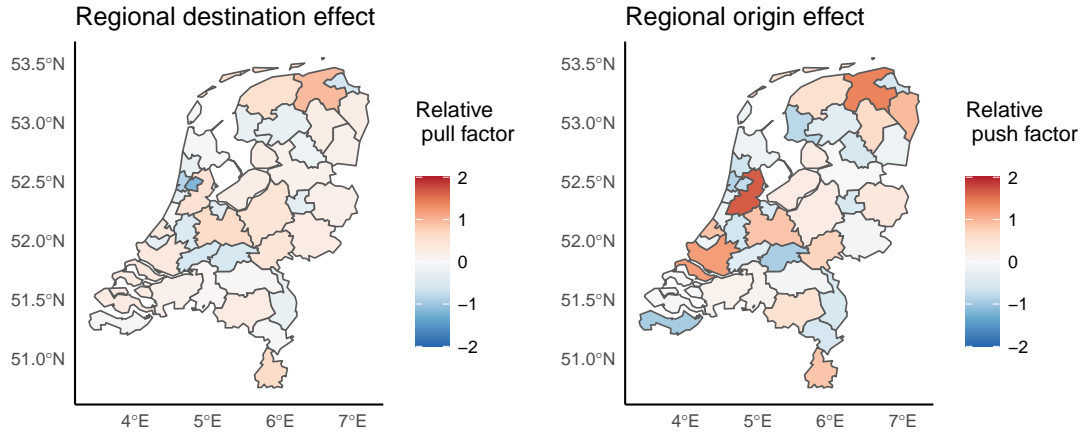 Regional destination effect
53.5°N
53.0°N
52.5°N
52.0°N
51.5°N
51.0°N
4°E 5°E 6°E 7°E
Relative
pull factor
2
1
0
−1
−2
Regional origin effect
53.5°N
53.0°N
52.5°N
52.0°N
51.5°N
51.0°N
4°E 5°E 6°E 7°E
Relative
push factor
2
1
0
−1
−2